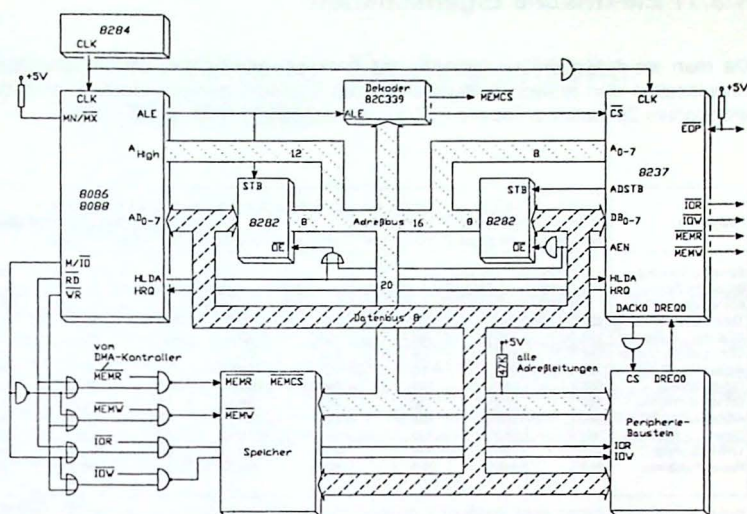 8284
CLK
+5V
CLK
MN/MX
ALE
A High
8086
8088
AD0-7
M/IO
RD
WR
HLDA
HRQ
Dekoder
82C339
ALE
MEMCS
+5V
CLK
CS
EOP
8237
A0-7
ADSTB
DB0-7
AEN
IOR
IOW
MEMR
MEMW
HLDA
HRQ
DACK0 DREQ0
12
8
STB
8282
OE
8
Adreßbus 16
8
STB
8282
OE
20
Datenbus 8
vom
DMA-Kontroller
MEMR
MEMW
IOR
IOW
MEMR MEMCS
MEMW
Speicher
+5V
4,7K
alle
Adreßleitungen
CS DREQ0
Peripherie-
Baustein
IOR
IOW